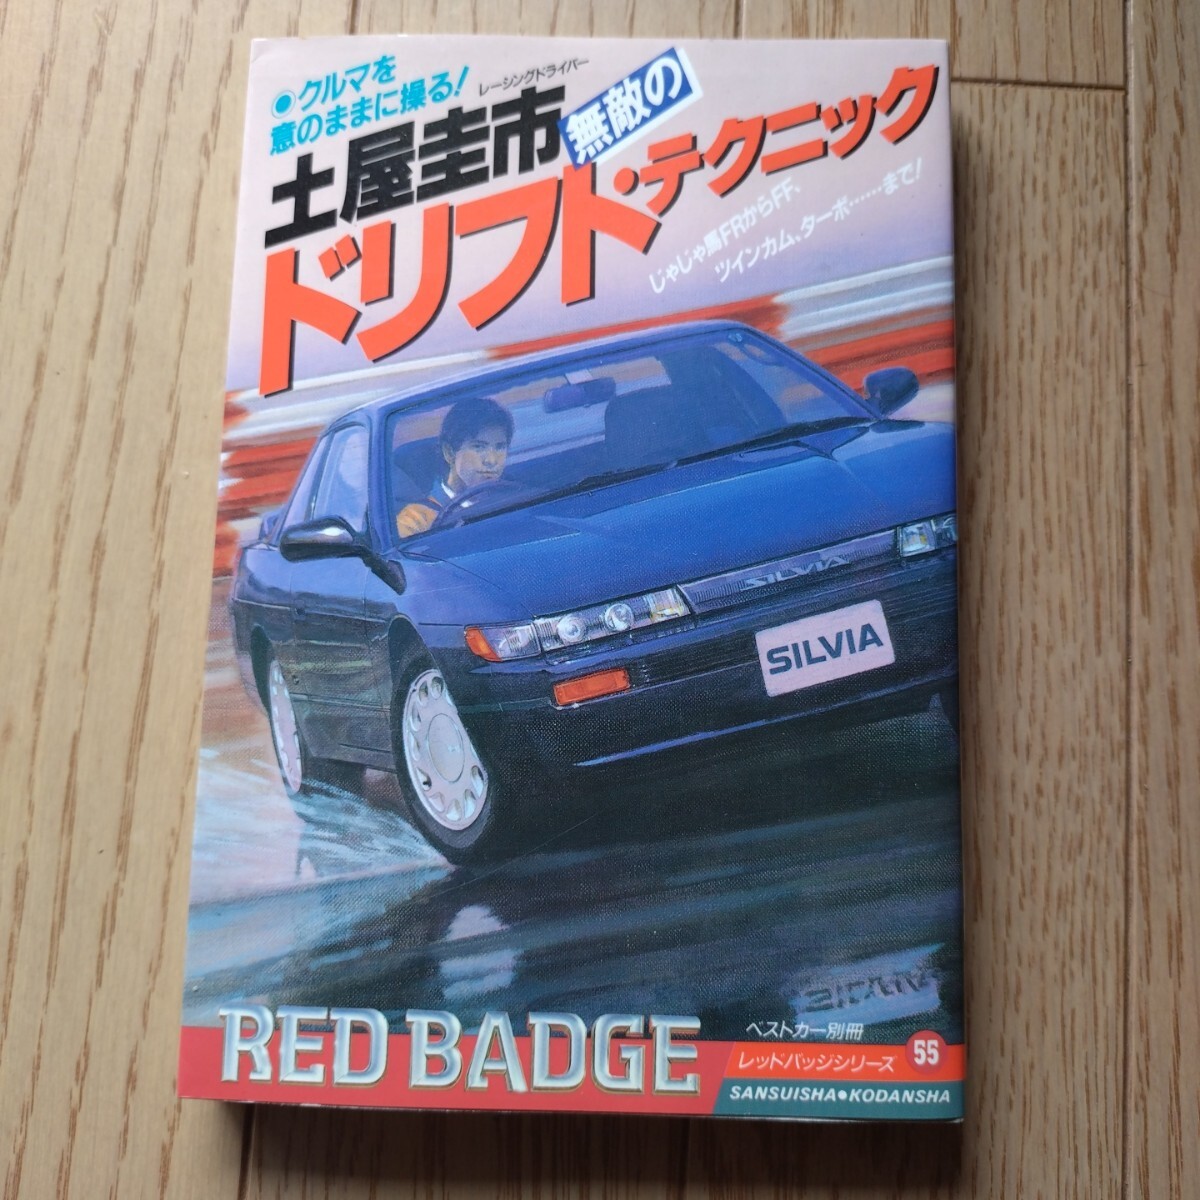 ●クルマを
意のままに操る!
レーシングドライバー
土屋圭市
無敵の
ドリフト・テクニック
じゃじゃ馬FRからFF、
ツインカム、ターボ……まで!
SILVIA
SILVIA
RED BADGE
ベストカー別冊
レッドバッジシリーズ
55
SANSUISHA●KODANSHA